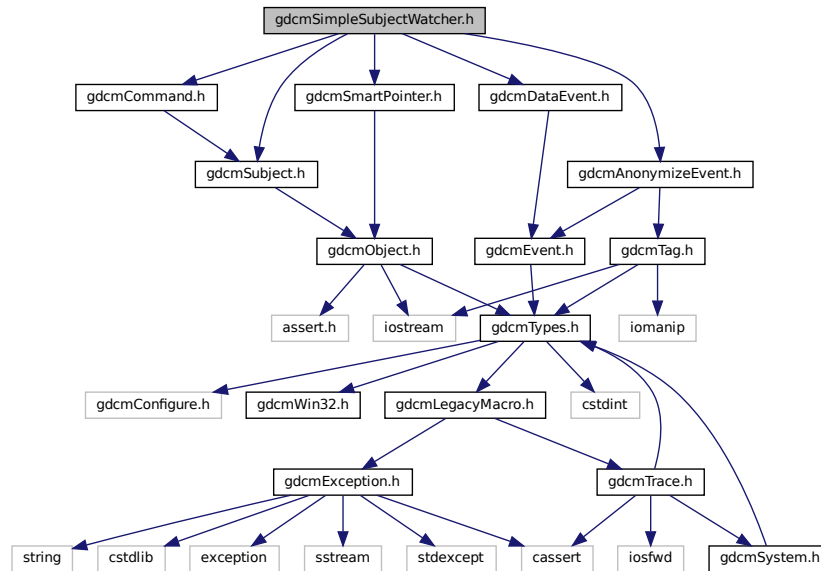 gdcmSimpleSubjectWatcher.h
gdcmCommand.h
gdcmSmartPointer.h
gdcmDataEvent.h
gdcmSubject.h
gdcmAnonymizeEvent.h
gdcmObject.h
gdcmEvent.h
gdcmTag.h
assert.h
iostream
gdcmTypes.h
iomanip
gdcmConfigure.h
gdcmWin32.h
gdcmLegacyMacro.h
cstdint
gdcmException.h
gdcmTrace.h
string
cstdlib
exception
sstream
stdexcept
cassert
iosfwd
gdcmSystem.h